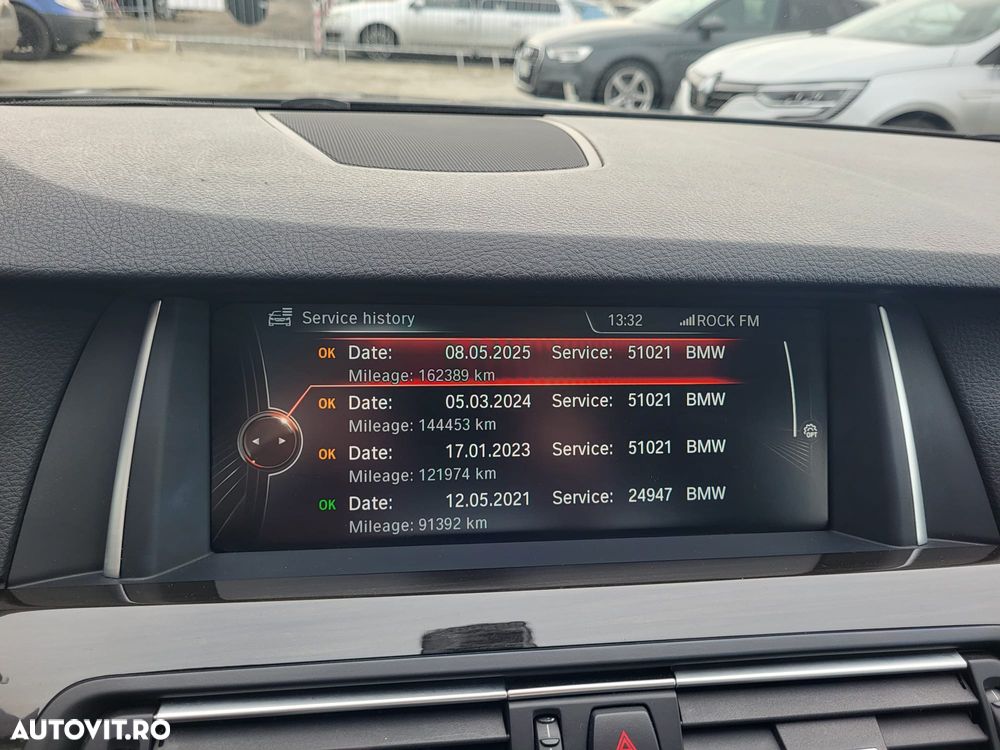 Service history 13:32 ROCK FM
OK Date: 08.05.2025 Service: 51021 BMW
Mileage: 162389 km
OK Date: 05.03.2024 Service: 51021 BMW
Mileage: 144453 km
OK Date: 17.01.2023 Service: 51021 BMW
Mileage: 121974 km
OK Date: 12.05.2021 Service: 24947 BMW
Mileage: 91392 km
OPT
AUTOVIT.RO